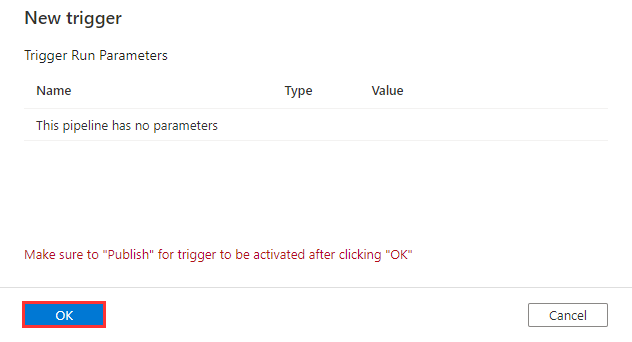 New trigger
Trigger Run Parameters
Name Type Value
This pipeline has no parameters
Make sure to "Publish" for trigger to be activated after clicking "OK"
OK Cancel